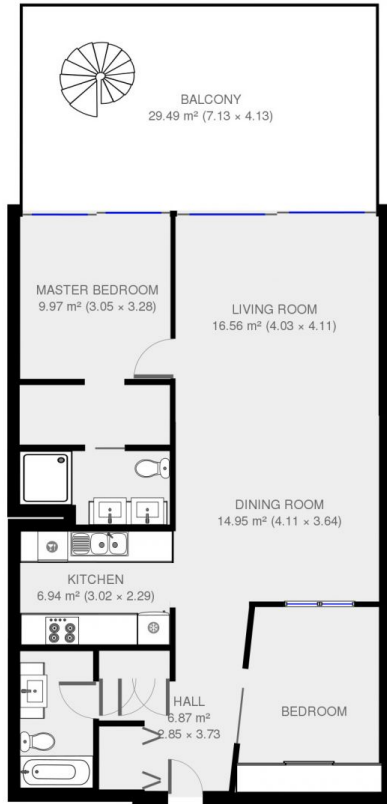 BALCONY
29.49 m² (7.13 × 4.13)
MASTER BEDROOM
9.97 m² (3.05 × 3.28)
LIVING ROOM
16.56 m² (4.03 × 4.11)
DINING ROOM
14.95 m² (4.11 × 3.64)
KITCHEN
6.94 m² (3.02 × 2.29)
HALL
6.87 m²
2.85 × 3.73
BEDROOM